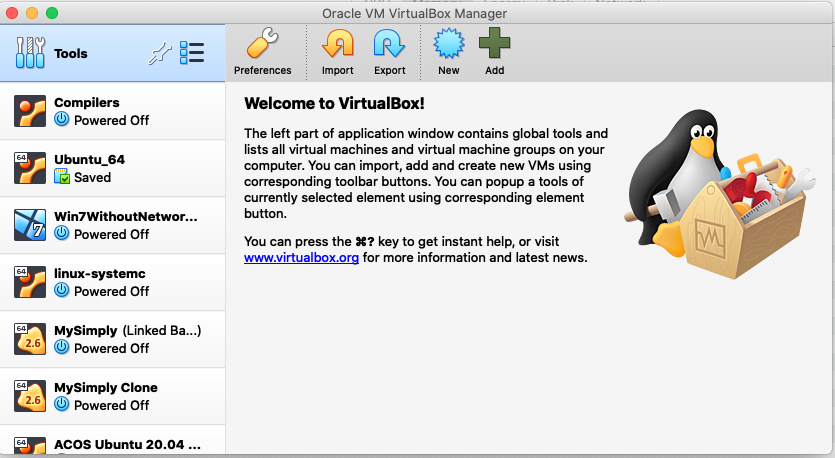 Oracle VM VirtualBox Manager
Tools
Preferences
Import
Export
New
Add
Compilers
Powered Off
64
Ubuntu_64
Saved
7
Win7WithoutNetwor...
Powered Off
64
linux-systemc
Powered Off
64
2.6
MySimply (Linked Ba...)
Powered Off
64
2.6
MySimply Clone
Powered Off
64
ACOS Ubuntu 20.04 ...
Welcome to VirtualBox!
The left part of application window contains global tools and
lists all virtual machines and virtual machine groups on your
computer. You can import, add and create new VMs using
corresponding toolbar buttons. You can popup a tools of
currently selected element using corresponding element
button.
You can press the ⌘? key to get instant help, or visit
www.virtualbox.org for more information and latest news.